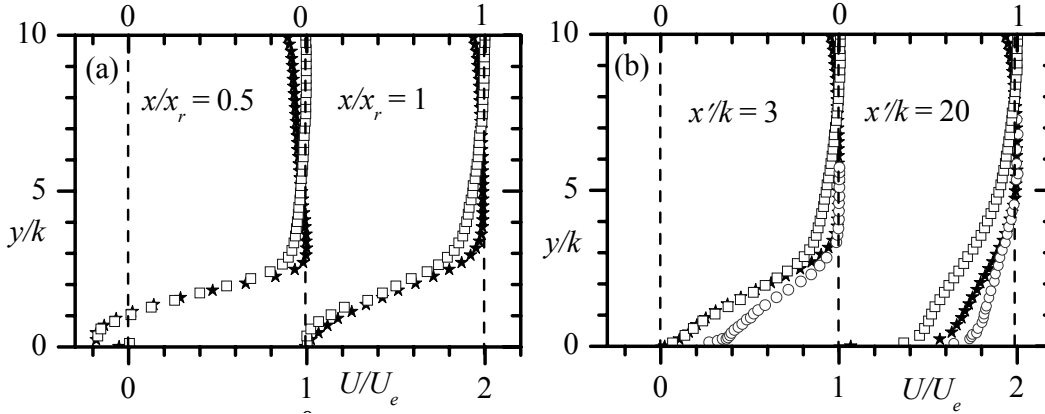 0 0 1 0 0 1
10 10
(a) (b)
x/x_r = 0.5 x/x_r = 1 x′/k = 3 x′/k = 20
5 5
y/k y/k
0 0
0 1 U/U_e 2 0 1 U/U_e 2